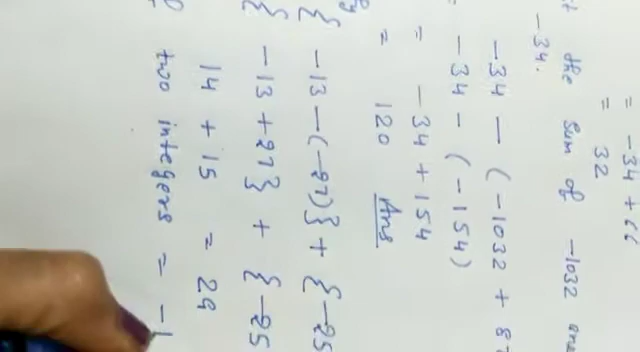 = -34 + 66
= 32
the sum of -1032 and
-34.
-34 - (-1032 + 87
= -34 - (-154)
= -34 + 154
= 120 Ans
{ -13 - (-27)} + { -25
{ -13 + 27} + { -25
14 + 15 = 29
two integers = -1